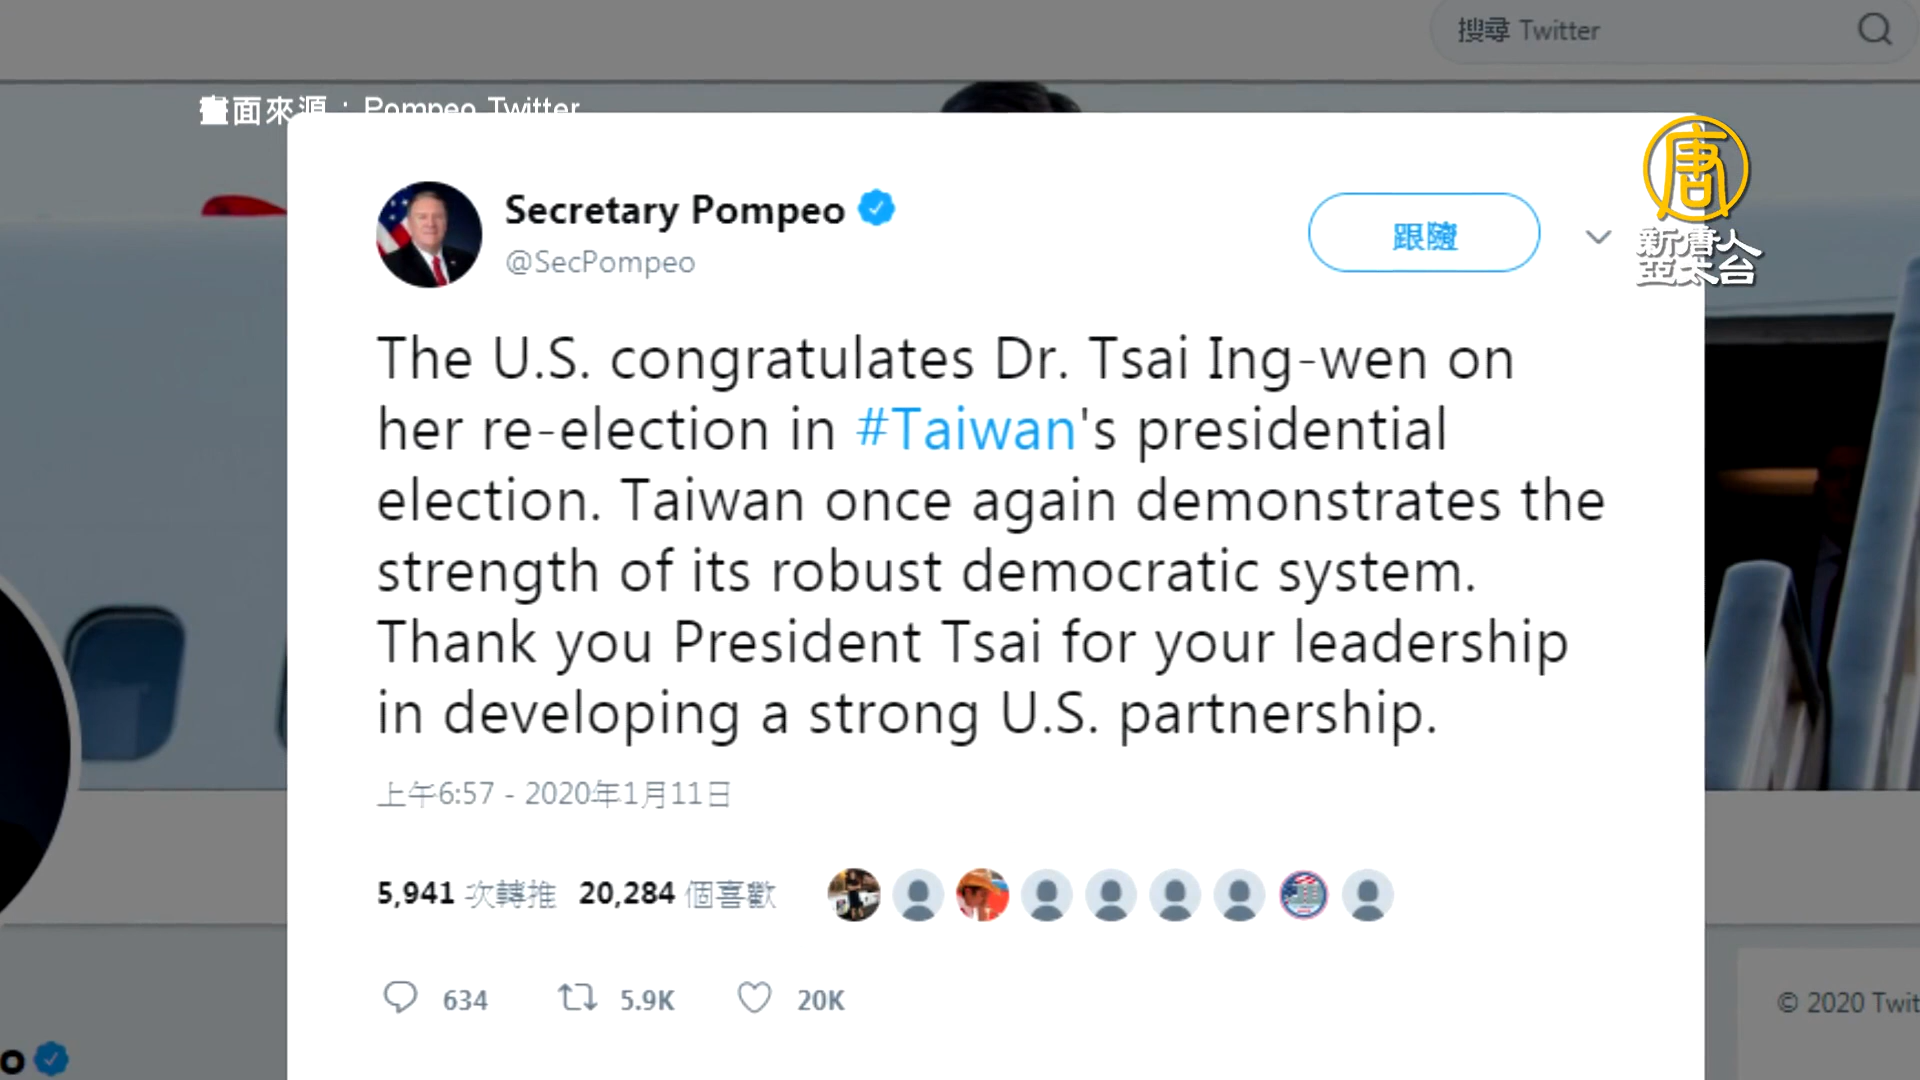 搜尋 Twitter
畫面來源：Pompeo Twitter
唐
新唐人
亞太台
Secretary Pompeo
@SecPompeo
跟隨
The U.S. congratulates Dr. Tsai Ing-wen on
her re-election in #Taiwan's presidential
election. Taiwan once again demonstrates the
strength of its robust democratic system.
Thank you President Tsai for your leadership
in developing a strong U.S. partnership.
上午6:57 - 2020年1月11日
5,941 次轉推 20,284 個喜歡
634 5.9K 20K
© 2020 Twit
o